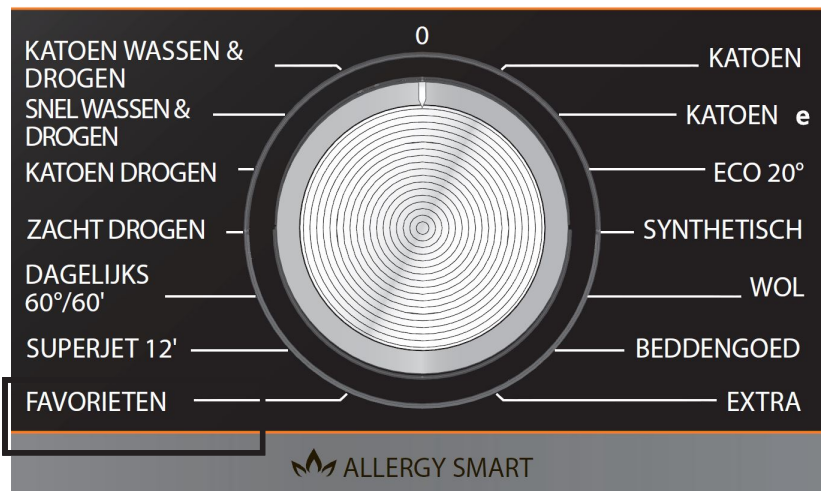 0
KATOEN WASSEN &
DROGEN
SNEL WASSEN &
DROGEN
KATOEN DROGEN
ZACHT DROGEN
DAGELIJKS
60°/60'
SUPERJET 12'
FAVORIETEN
KATOEN
KATOEN e
ECO 20°
SYNTHETISCH
WOL
BEDDENGOED
EXTRA
ALLERGY SMART